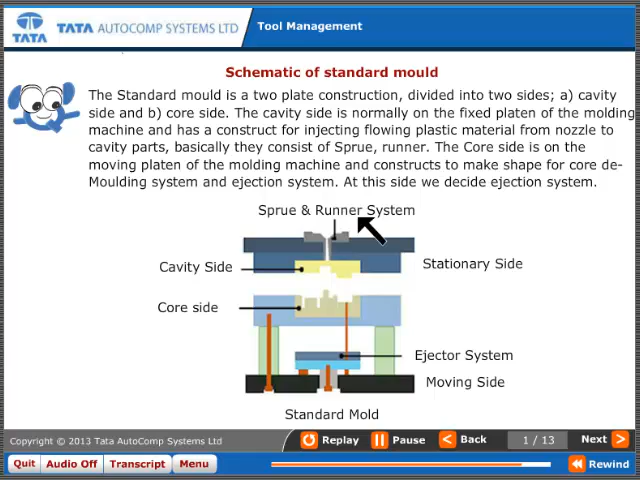 TATA
TATA AUTOCOMP SYSTEMS LTD
Tool Management
Schematic of standard mould
The Standard mould is a two plate construction, divided into two sides; a) cavity
side and b) core side. The cavity side is normally on the fixed platen of the molding
machine and has a construct for injecting flowing plastic material from nozzle to
cavity parts, basically they consist of Sprue, runner. The Core side is on the
moving platen of the molding machine and constructs to make shape for core de-
Moulding system and ejection system. At this side we decide ejection system.
Sprue & Runner System
Cavity Side
Stationary Side
Core side
Ejector System
Moving Side
Standard Mold
Copyright © 2013 Tata AutoComp Systems Ltd
Replay
Pause
Back
1 / 13
Next
Quit
Audio Off
Transcript
Menu
Rewind